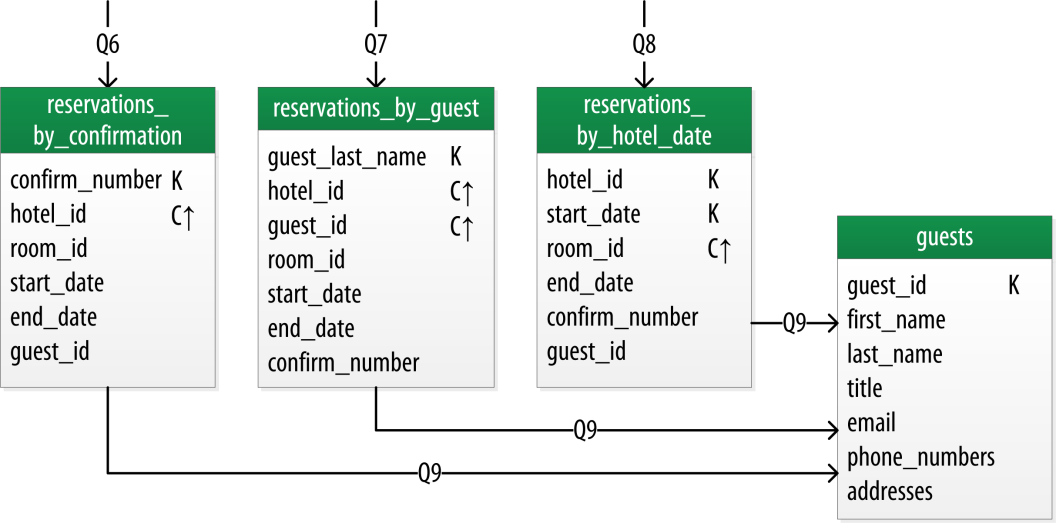 Q6
Q7
Q8
reservations_
by_confirmation
confirm_number K
hotel_id C↑
room_id
start_date
end_date
guest_id
reservations_by_guest
guest_last_name K
hotel_id C↑
guest_id C↑
room_id
start_date
end_date
confirm_number
reservations_
by_hotel_date
hotel_id K
start_date K
room_id C↑
end_date
confirm_number
guest_id
guests
guest_id K
first_name
last_name
title
email
phone_numbers
addresses
Q9
Q9
Q9